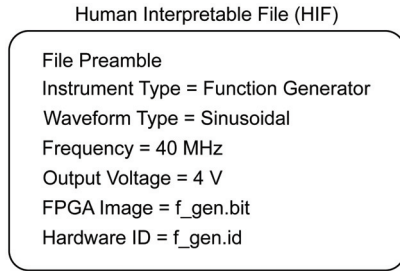 Human Interpretable File (HIF)
File Preamble
Instrument Type = Function Generator
Waveform Type = Sinusoidal
Frequency = 40 MHz
Output Voltage = 4 V
FPGA Image = f_gen.bit
Hardware ID = f_gen.id